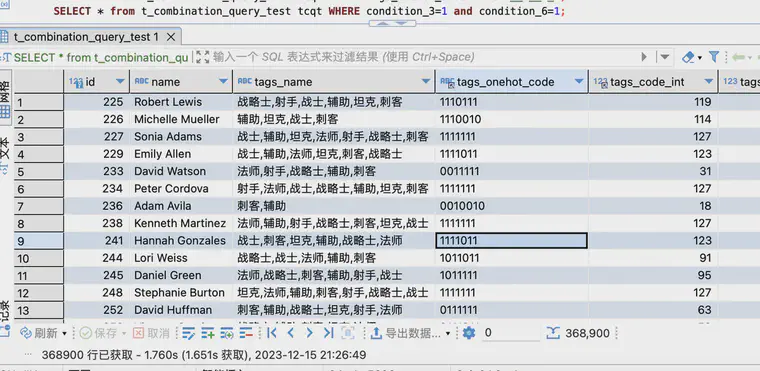 SELECT * from t_combination_query_test tcqt WHERE condition_3=1 and condition_6=1;
t_combination_query_test 1
SELECT * from t_combination_qu 输入一个 SQL 表达式来过滤结果 (使用 Ctrl+Space)
网格
文本
记录
123 id ABC name ABC tags_name ABC tags_onehot_code 123 tags_code_int 123 tags
1 225 Robert Lewis 战略士,射手,战士,辅助,坦克,刺客 1110111 119
2 226 Michelle Mueller 辅助,坦克,战士,刺客 1110010 114
3 227 Sonia Adams 战士,辅助,坦克,法师,射手,战略士,刺客 1111111 127
4 229 Emily Allen 战士,辅助,法师,坦克,刺客,战略士 1111011 123
5 233 David Watson 法师,射手,战略士,辅助,刺客 0011111 31
6 234 Peter Cordova 射手,法师,战士,战略士,辅助,坦克,刺客 1111111 127
7 236 Adam Avila 刺客,辅助 0010010 18
8 238 Kenneth Martinez 法师,辅助,射手,战略士,刺客,坦克,战士 1111111 127
9 241 Hannah Gonzales 战士,刺客,坦克,辅助,战略士,法师 1111011 123
10 244 Lori Weiss 战略士,战士,法师,辅助,刺客 1011011 91
11 245 Daniel Green 法师,战略士,刺客,辅助,射手,战士 1011111 95
12 248 Stephanie Burton 坦克,法师,辅助,刺客,射手,战略士,战士 1111111 127
13 252 David Huffman 刺客,辅助,战略士,坦克,射手,法师 0111111 63
刷新 保存 取消 导出数据... 0 368,900
368900 行已获取 - 1.760s (1.651s 获取), 2023-12-15 21:26:49